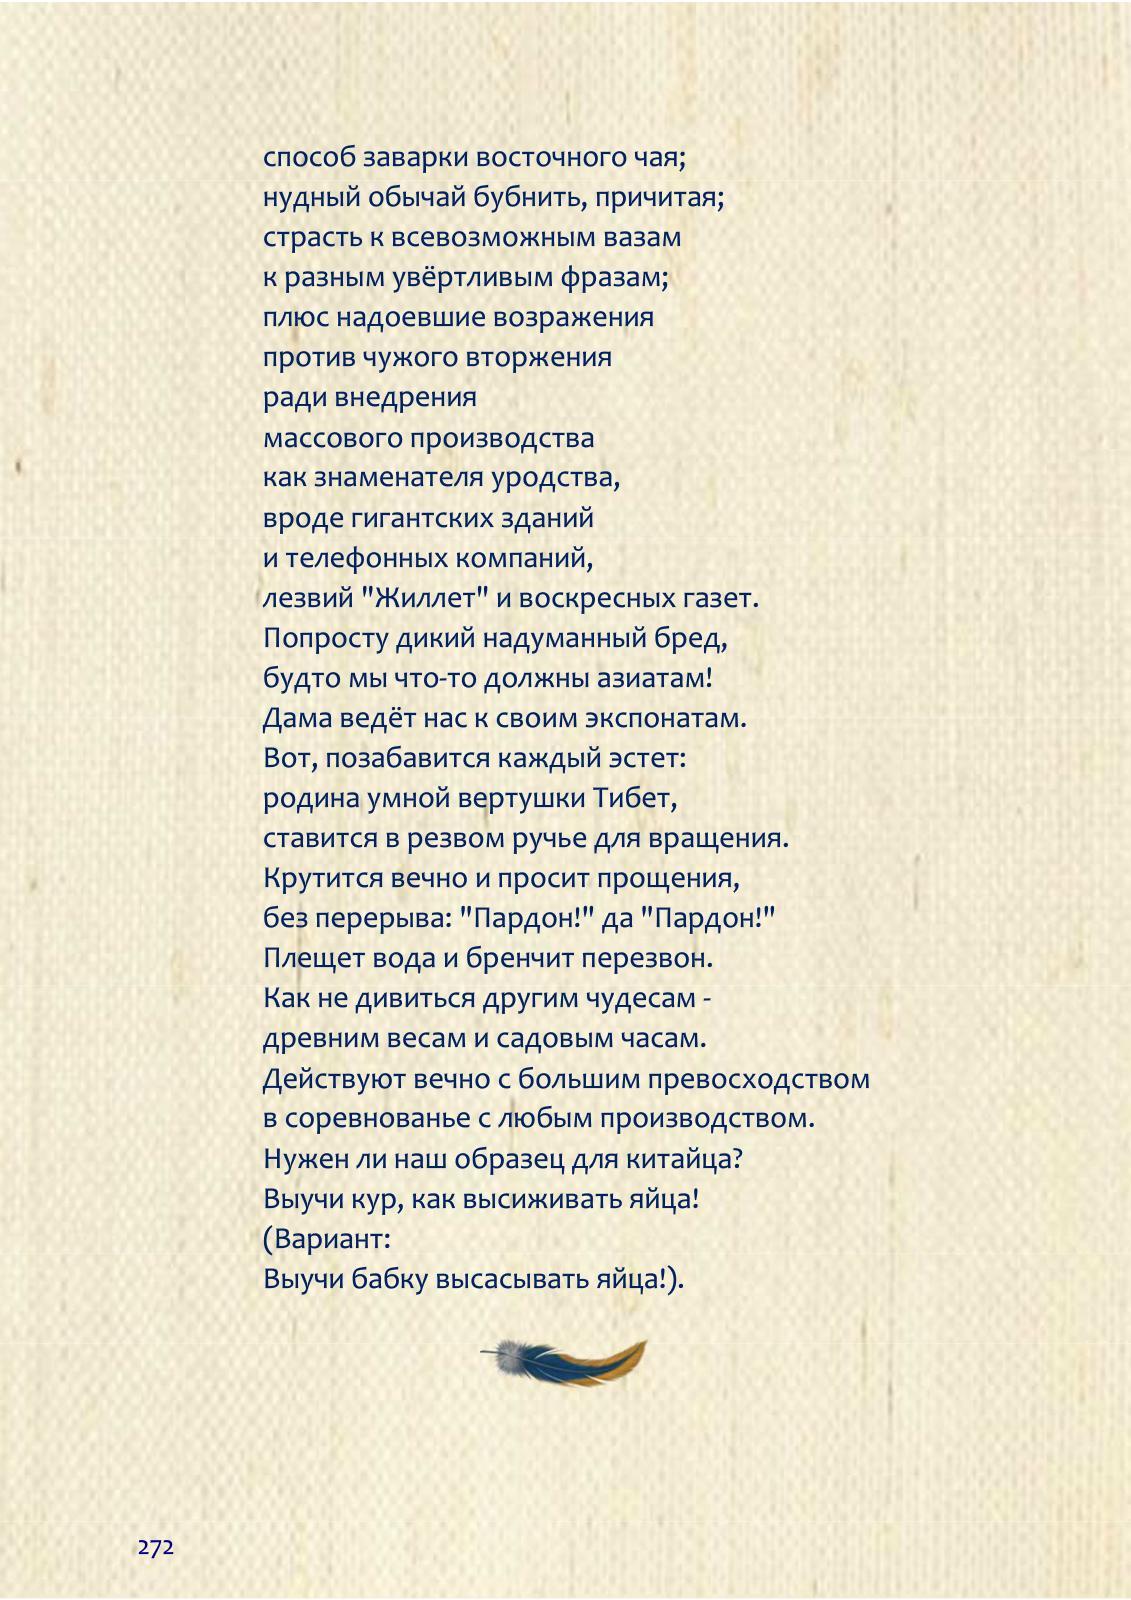 способ заварки восточного чая;
нудный обычай бубнить, причитая;
страсть к всевозможным вазам
к разным увёртливым фразам;
плюс надоевшие возражения
против чужого вторжения
ради внедрения
массового производства
как знаменателя уродства,
вроде гигантских зданий
и телефонных компаний,
лезвий "Жиллет" и воскресных газет.
Попросту дикий надуманный бред,
будто мы что-то должны азиатам!
Дама ведёт нас к своим экспонатам.
Вот, позабавится каждый эстет:
родина умной вертушки Тибет,
ставится в резвом ручье для вращения.
Крутится вечно и просит прощения,
без перерыва: "Пардон!" да "Пардон!"
Плещет вода и бренчит перезвон.
Как не дивиться другим чудесам -
древним весам и садовым часам.
Действуют вечно с большим превосходством
в соревнованье с любым производством.
Нужен ли наш образец для китайца?
Выучи кур, как высиживать яйца!
(Вариант:
Выучи бабку высасывать яйца!).
272